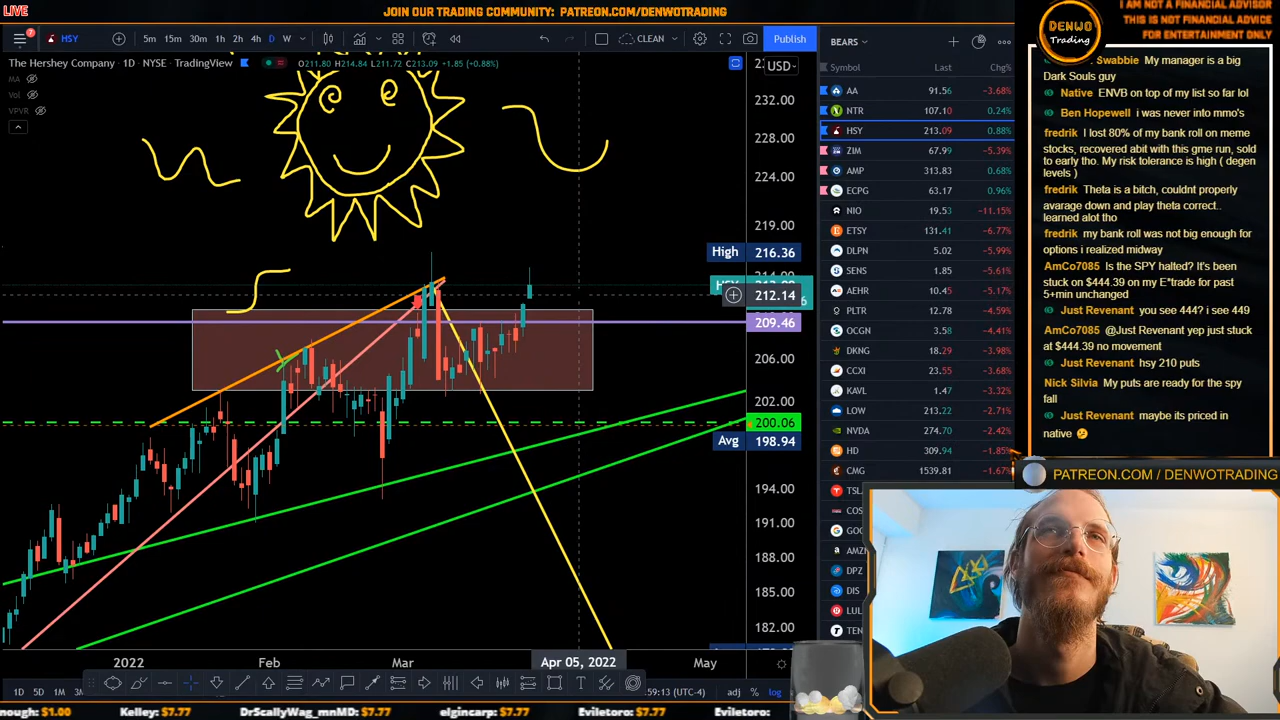 LIVE
JOIN OUR TRADING COMMUNITY: PATREON.COM/DENWOTRADING
I AM NOT A FINANCIAL ADVISOR
THIS IS NOT FINANCIAL ADVICE
FOR ENTERTAINMENT ONLY
DENWO
Trading
7
HSY
5m 15m 30m 1h 2h 4h D W
CLEAN
Publish
The Hershey Company · 1D · NYSE · TradingView
O211.80 H214.84 L211.72 C213.09 +1.85 (+0.88%)
MA
Vol
VPVR
USD
232.00
228.00
224.00
219.00
High 216.36
212.14
209.46
206.00
202.00
200.06
Avg 198.94
194.00
191.00
188.00
185.00
182.00
2022 Feb Mar Apr 05, 2022 May
1D 5D 1M
59:13 (UTC-4) adj % log
BEARS
Symbol Last Chg%
AA 91.56 -3.68%
NTR 107.10 0.24%
HSY 213.09 0.88%
ZIM 67.99 -5.39%
AMP 313.83 0.68%
ECPG 63.17 0.96%
NIO 19.53 -11.15%
ETSY 131.41 -6.77%
DLPN 5.02 -5.99%
SENS 1.85 -5.61%
AEHR 10.45 -5.17%
PLTR 12.78 -4.59%
OCGN 3.58 -4.41%
DKNG 18.29 -3.98%
CCXI 23.55 -3.68%
KAVL 1.47 -3.32%
LOW 213.22 -2.71%
NVDA 274.70 -2.42%
HD 309.94 -1.85%
CMG 1539.81 -1.67%
TSL
COS
GOO
AMZN
DPZ
DIS
LUL
TEN
Swabbie My manager is a big
Dark Souls guy
Native ENVB on top of my list so far lol
Ben Hopewell i was never into mmo's
fredrik I lost 80% of my bank roll on meme
stocks, recovered abit with this gme run, sold
to early tho. My risk tolerance is high ( degen
levels )
fredrik Theta is a bitch, couldnt properly
avarage down and play theta correct..
learned alot tho
fredrik my bank roll was not big enough for
options i realized midway
AmCo7085 Is the SPY halted? It's been
stuck on $444.39 on my E*trade for past
5+min unchanged
Just Revenant you see 444? i see 449
AmCo7085 @Just Revenant yep just stuck
at $444.39 no movement
Just Revenant hsy 210 puts
Nick Silvia My puts are ready for the spy
fall
Just Revenant maybe its priced in
native
PATREON.COM / DENWOTRADING
nough: $1.00 Kelley: $7.77 DrScallyWag_mnMD: $7.77 elgincarp: $7.77 Eviletoro: $7.77 Eviletoro: